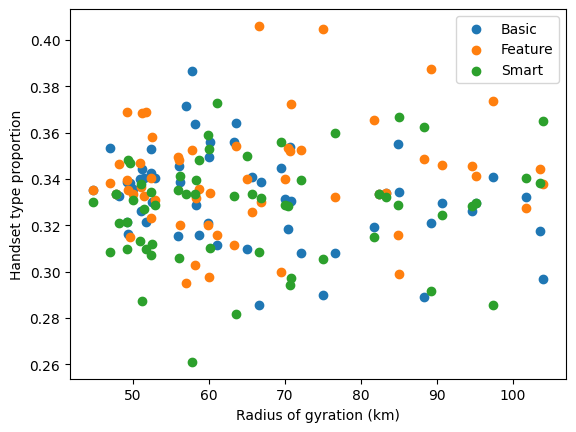 Basic
Feature
Smart
0.40
0.38
0.36
0.34
0.32
0.30
0.28
0.26
Handset type proportion
50 60 70 80 90 100
Radius of gyration (km)